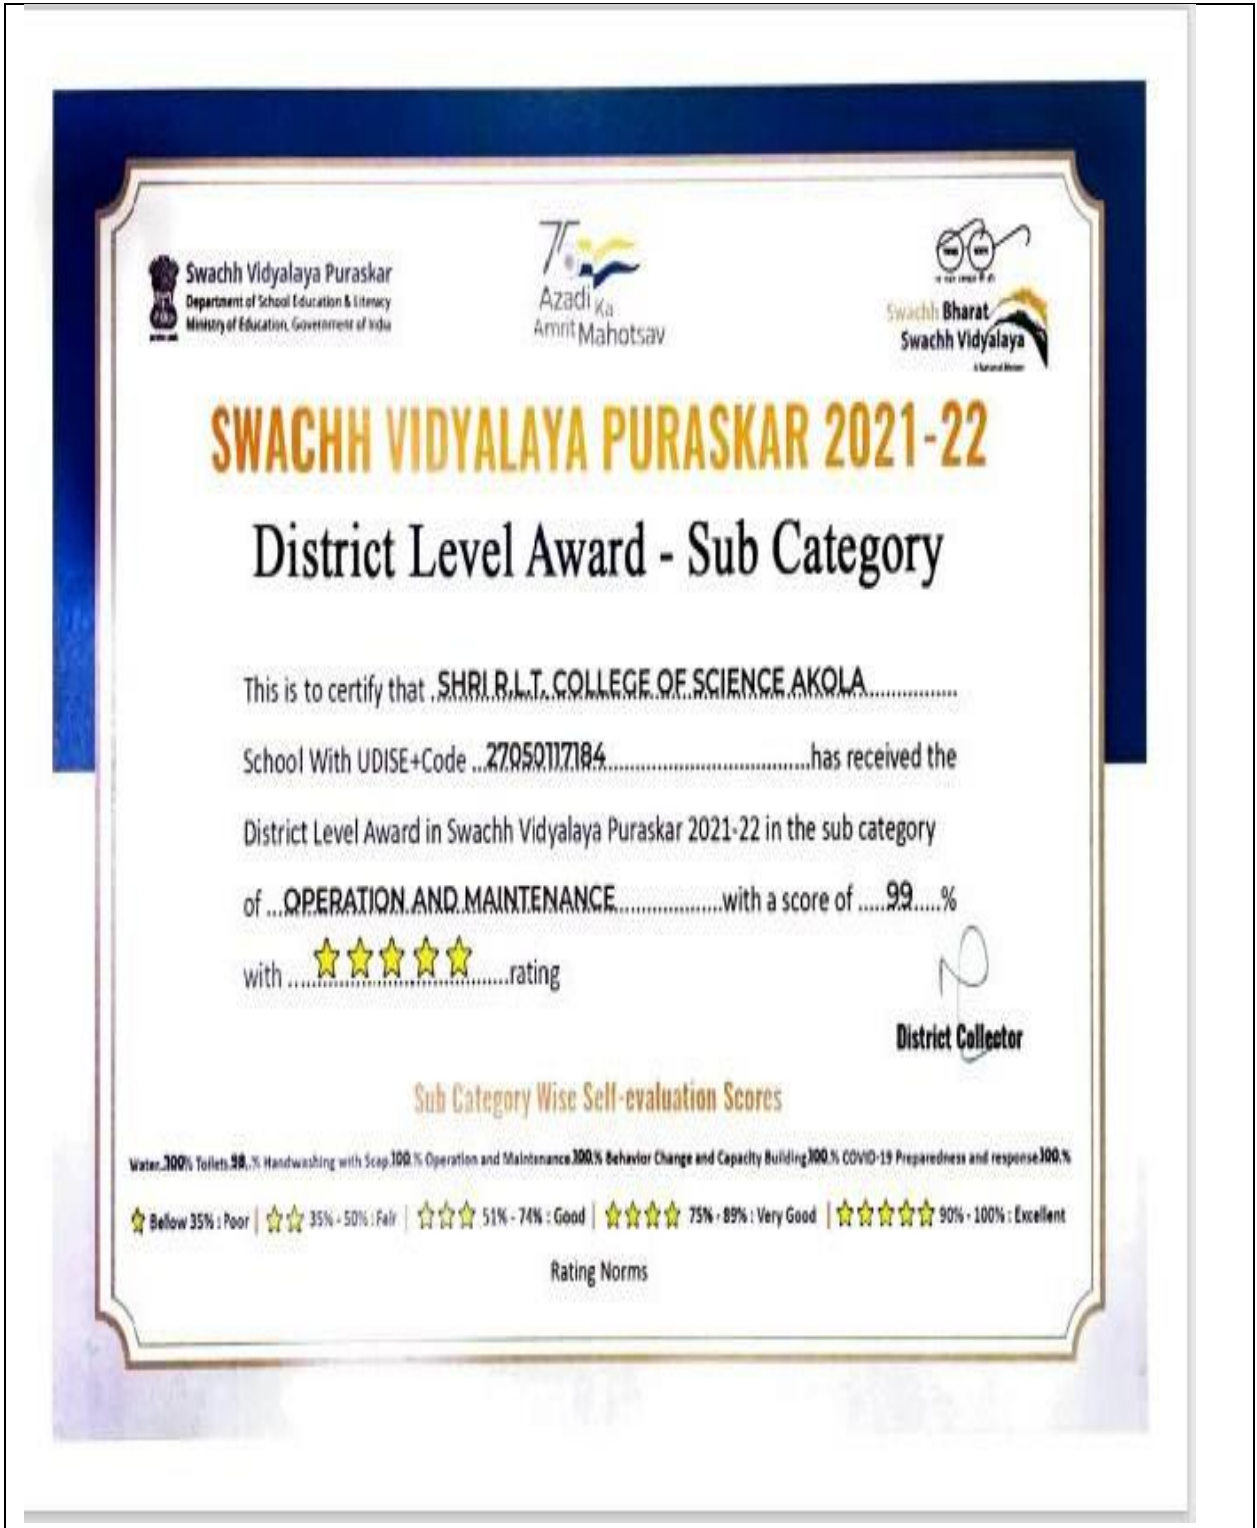 Swachh Vidyalaya Puraskar
Department of School Education & Literacy
Ministry of Education, Government of India
75
Azadi Ka
Amrit Mahotsav
Swachh Bharat
Swachh Vidyalaya
SWACHH VIDYALAYA PURASKAR 2021-22
District Level Award - Sub Category
This is to certify that .SHRI R.L.T. COLLEGE OF SCIENCE AKOLA................
School With UDISE+Code ...27050117184....................................has received the
District Level Award in Swachh Vidyalaya Puraskar 2021-22 in the sub category
of ...OPERATION AND MAINTENANCE...................with a score of .....99.....%
with ...........rating
District Collector
Sub Category Wise Self-evaluation Scores
Water..100% Toilets.98..% Handwashing with Soap.100.% Operation and Maintenance.100.% Behavior Change and Capacity Building.100.% COVID-19 Preparedness and response.100.%
Bellow 35% : Poor | 35% - 50% : Fair | 51% - 74% : Good | 75% - 89% : Very Good | 90% - 100% : Excellent
Rating Norms